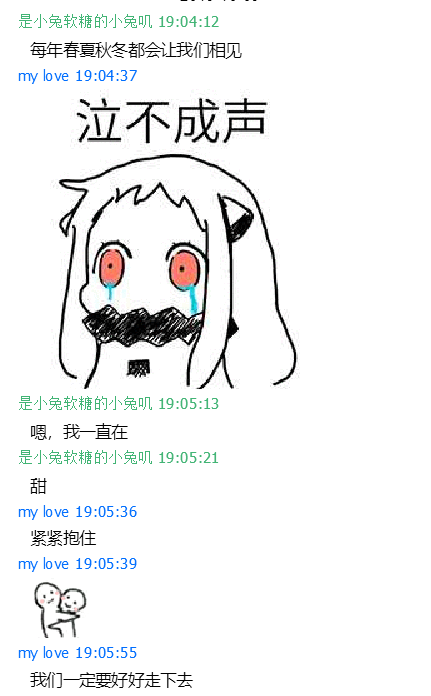 是小兔软糖的小兔叽 19:04:12
每年春夏秋冬都会让我们相见
my love 19:04:37
泣不成声
是小兔软糖的小兔叽 19:05:13
嗯，我一直在
是小兔软糖的小兔叽 19:05:21
甜
my love 19:05:36
紧紧抱住
my love 19:05:39
my love 19:05:55
我们一定要好好走下去